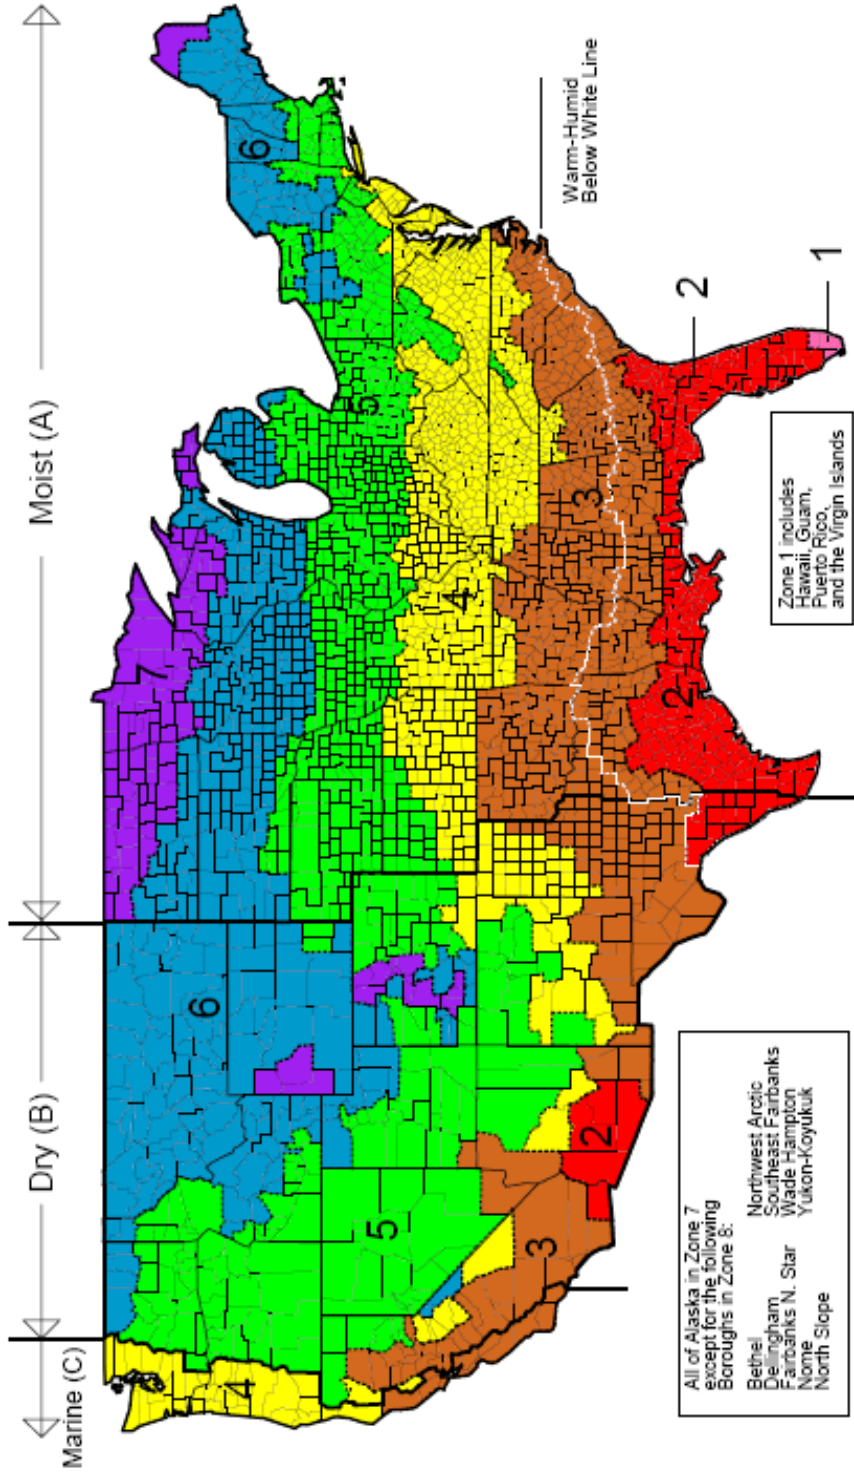 Marine (C)
Dry (B)
Moist (A)
7
6
6
6
5
5
4
4
3
3
2
2
2
1
Warm-Humid
Below White Line
All of Alaska in Zone 7
except for the following
Boroughs in Zone 8:
Bethel Northwest Arctic
Dellingham Southeast Fairbanks
Fairbanks N. Star Wade Hampton
Nome Yukon-Koyukuk
North Slope
Zone 1 includes
Hawaii, Guam,
Puerto Rico,
and the Virgin Islands